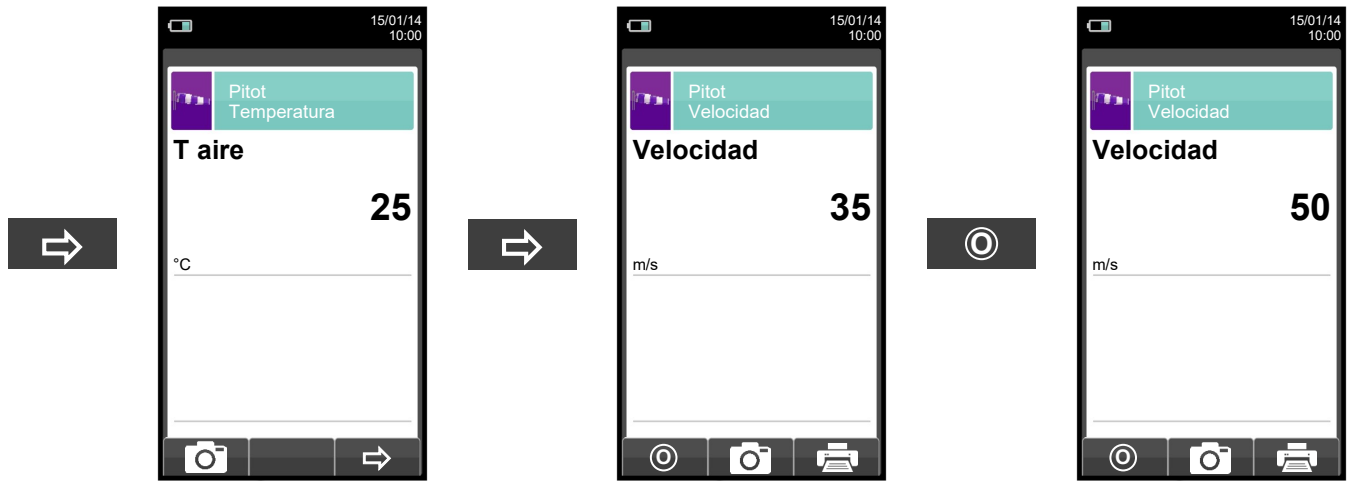 15/01/14
10:00
Pitot
Temperatura
T aire
25
°C
15/01/14
10:00
Pitot
Velocidad
Velocidad
35
m/s
O
O
15/01/14
10:00
Pitot
Velocidad
Velocidad
50
m/s
O